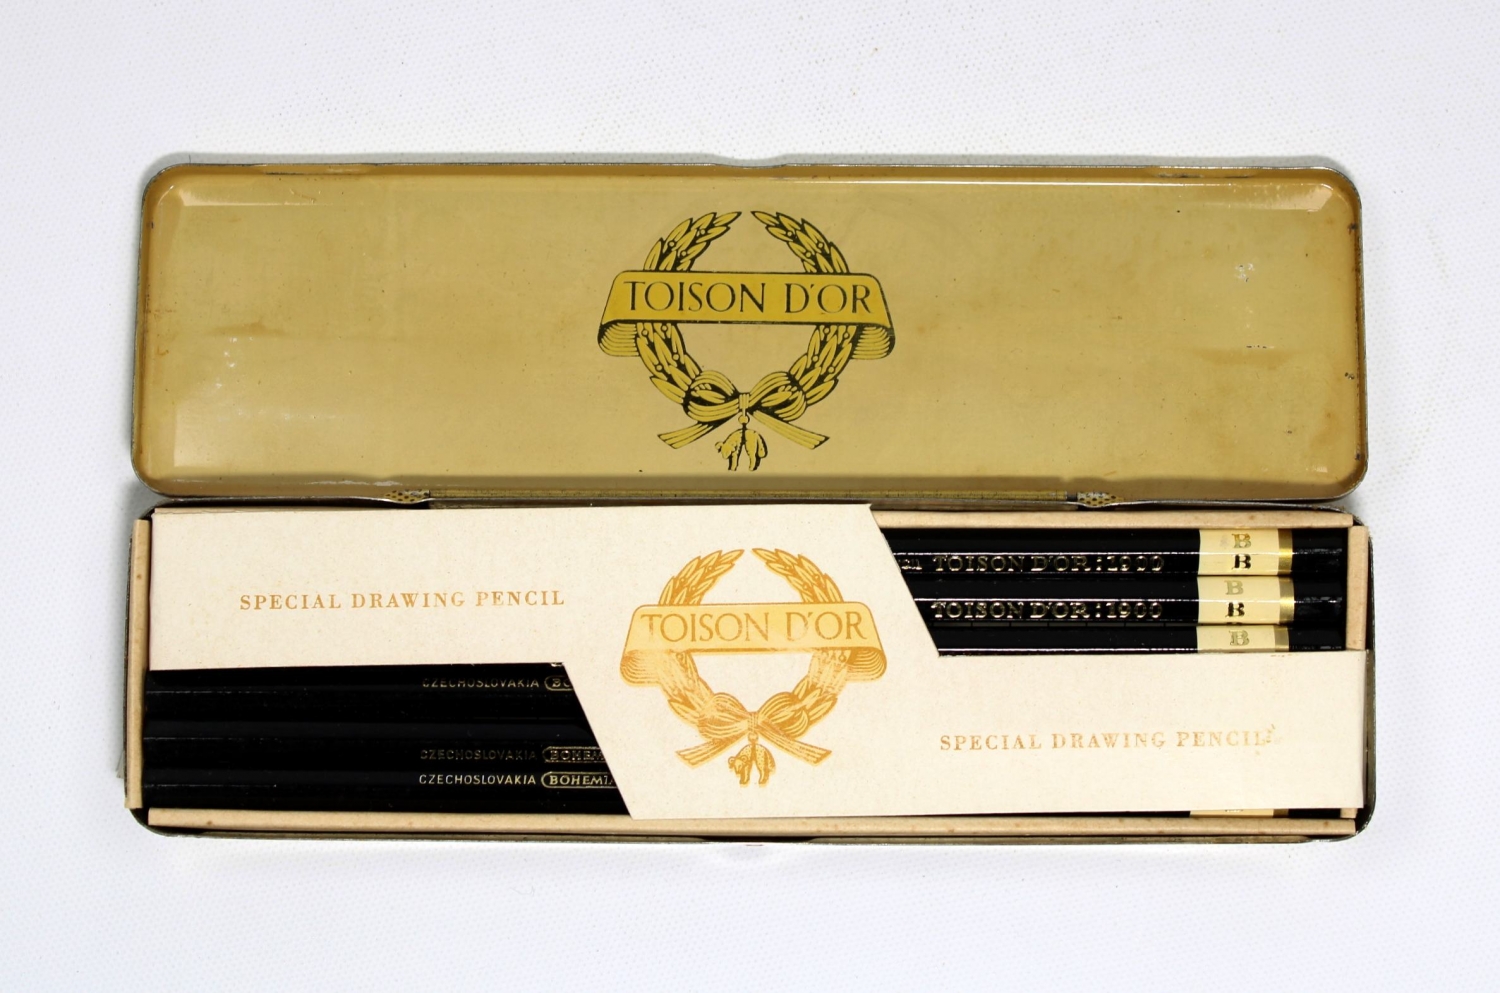 TOISON D'OR
SPECIAL DRAWING PENCIL
TOISON D'OR
SPECIAL DRAWING PENCIL
TOISON D'OR:1900 B
B
TOISON D'OR:1900 B
B
B
CZECHOSLOVAKIA
CZECHOSLOVAKIA
CZECHOSLOVAKIA